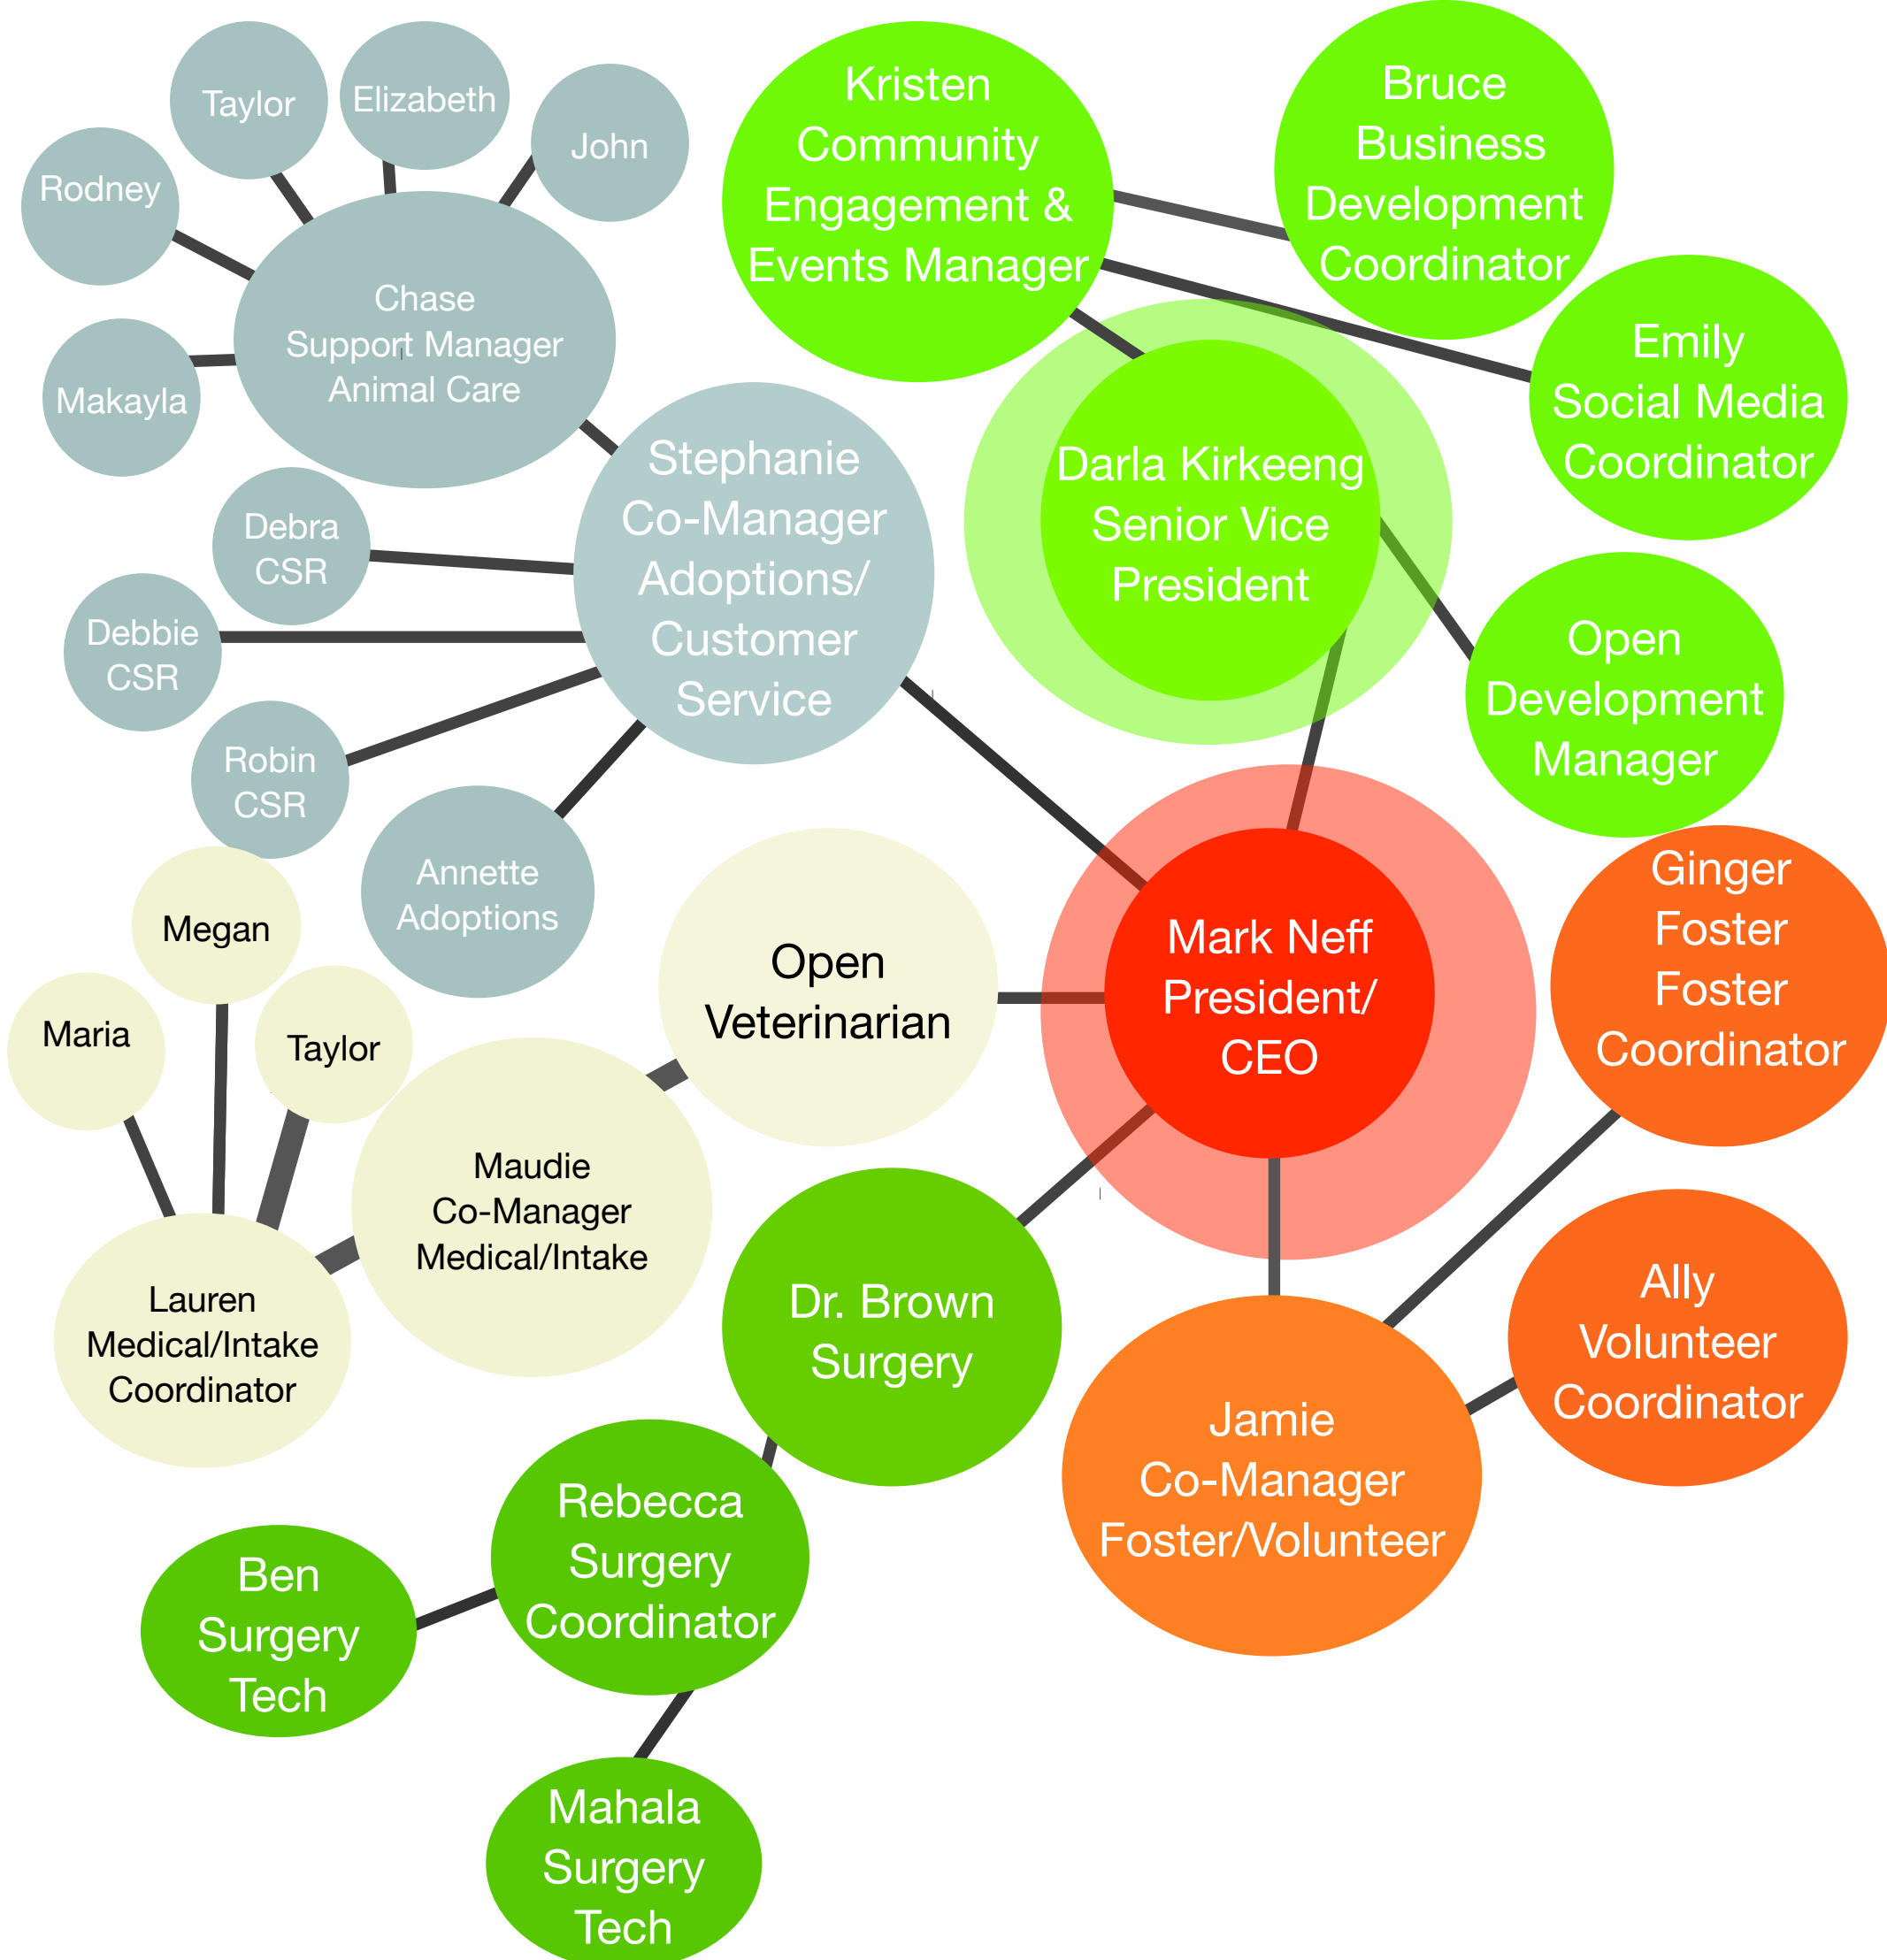 Taylor
Elizabeth
John
Rodney
Chase
Support Manager
Animal Care
Makayla
Kristen
Community
Engagement &
Events Manager
Bruce
Business
Development
Coordinator
Emily
Social Media
Coordinator
Stephanie
Co-Manager
Adoptions/
Customer
Service
Darla Kirkeeng
Senior Vice
President
Debra
CSR
Debbie
CSR
Robin
CSR
Annette
Adoptions
Open
Development
Manager
Megan
Maria
Taylor
Open
Veterinarian
Mark Neff
President/
CEO
Ginger
Foster
Foster
Coordinator
Maudie
Co-Manager
Medical/Intake
Lauren
Medical/Intake
Coordinator
Dr. Brown
Surgery
Ally
Volunteer
Coordinator
Jamie
Co-Manager
Foster/Volunteer
Rebecca
Surgery
Coordinator
Ben
Surgery
Tech
Mahala
Surgery
Tech